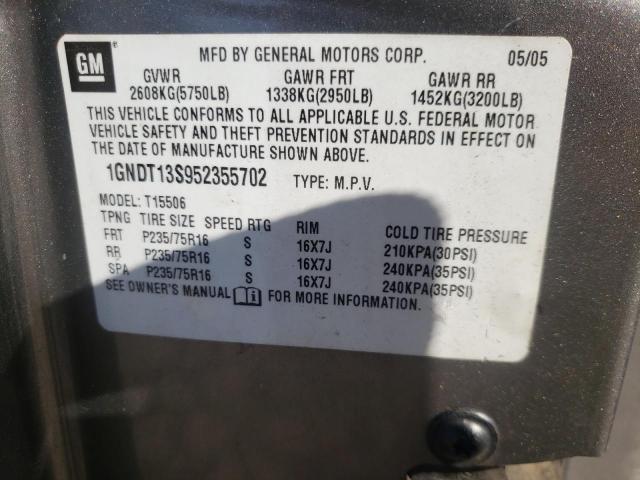 GM
MFD BY GENERAL MOTORS CORP. 05/05
GVWR GAWR FRT GAWR RR
2608KG(5750LB) 1338KG(2950LB) 1452KG(3200LB)
THIS VEHICLE CONFORMS TO ALL APPLICABLE U.S. FEDERAL MOTOR
VEHICLE SAFETY AND THEFT PREVENTION STANDARDS IN EFFECT ON
THE DATE OF MANUFACTURE SHOWN ABOVE.
1GNDT13S952355702 TYPE: M.P.V.
MODEL: T15506
TPNG TIRE SIZE SPEED RTG RIM COLD TIRE PRESSURE
FRT P235/75R16 S 16X7J 210KPA(30PSI)
RR P235/75R16 S 16X7J 240KPA(35PSI)
SPA P235/75R16 S 16X7J 240KPA(35PSI)
SEE OWNER'S MANUAL i FOR MORE INFORMATION.